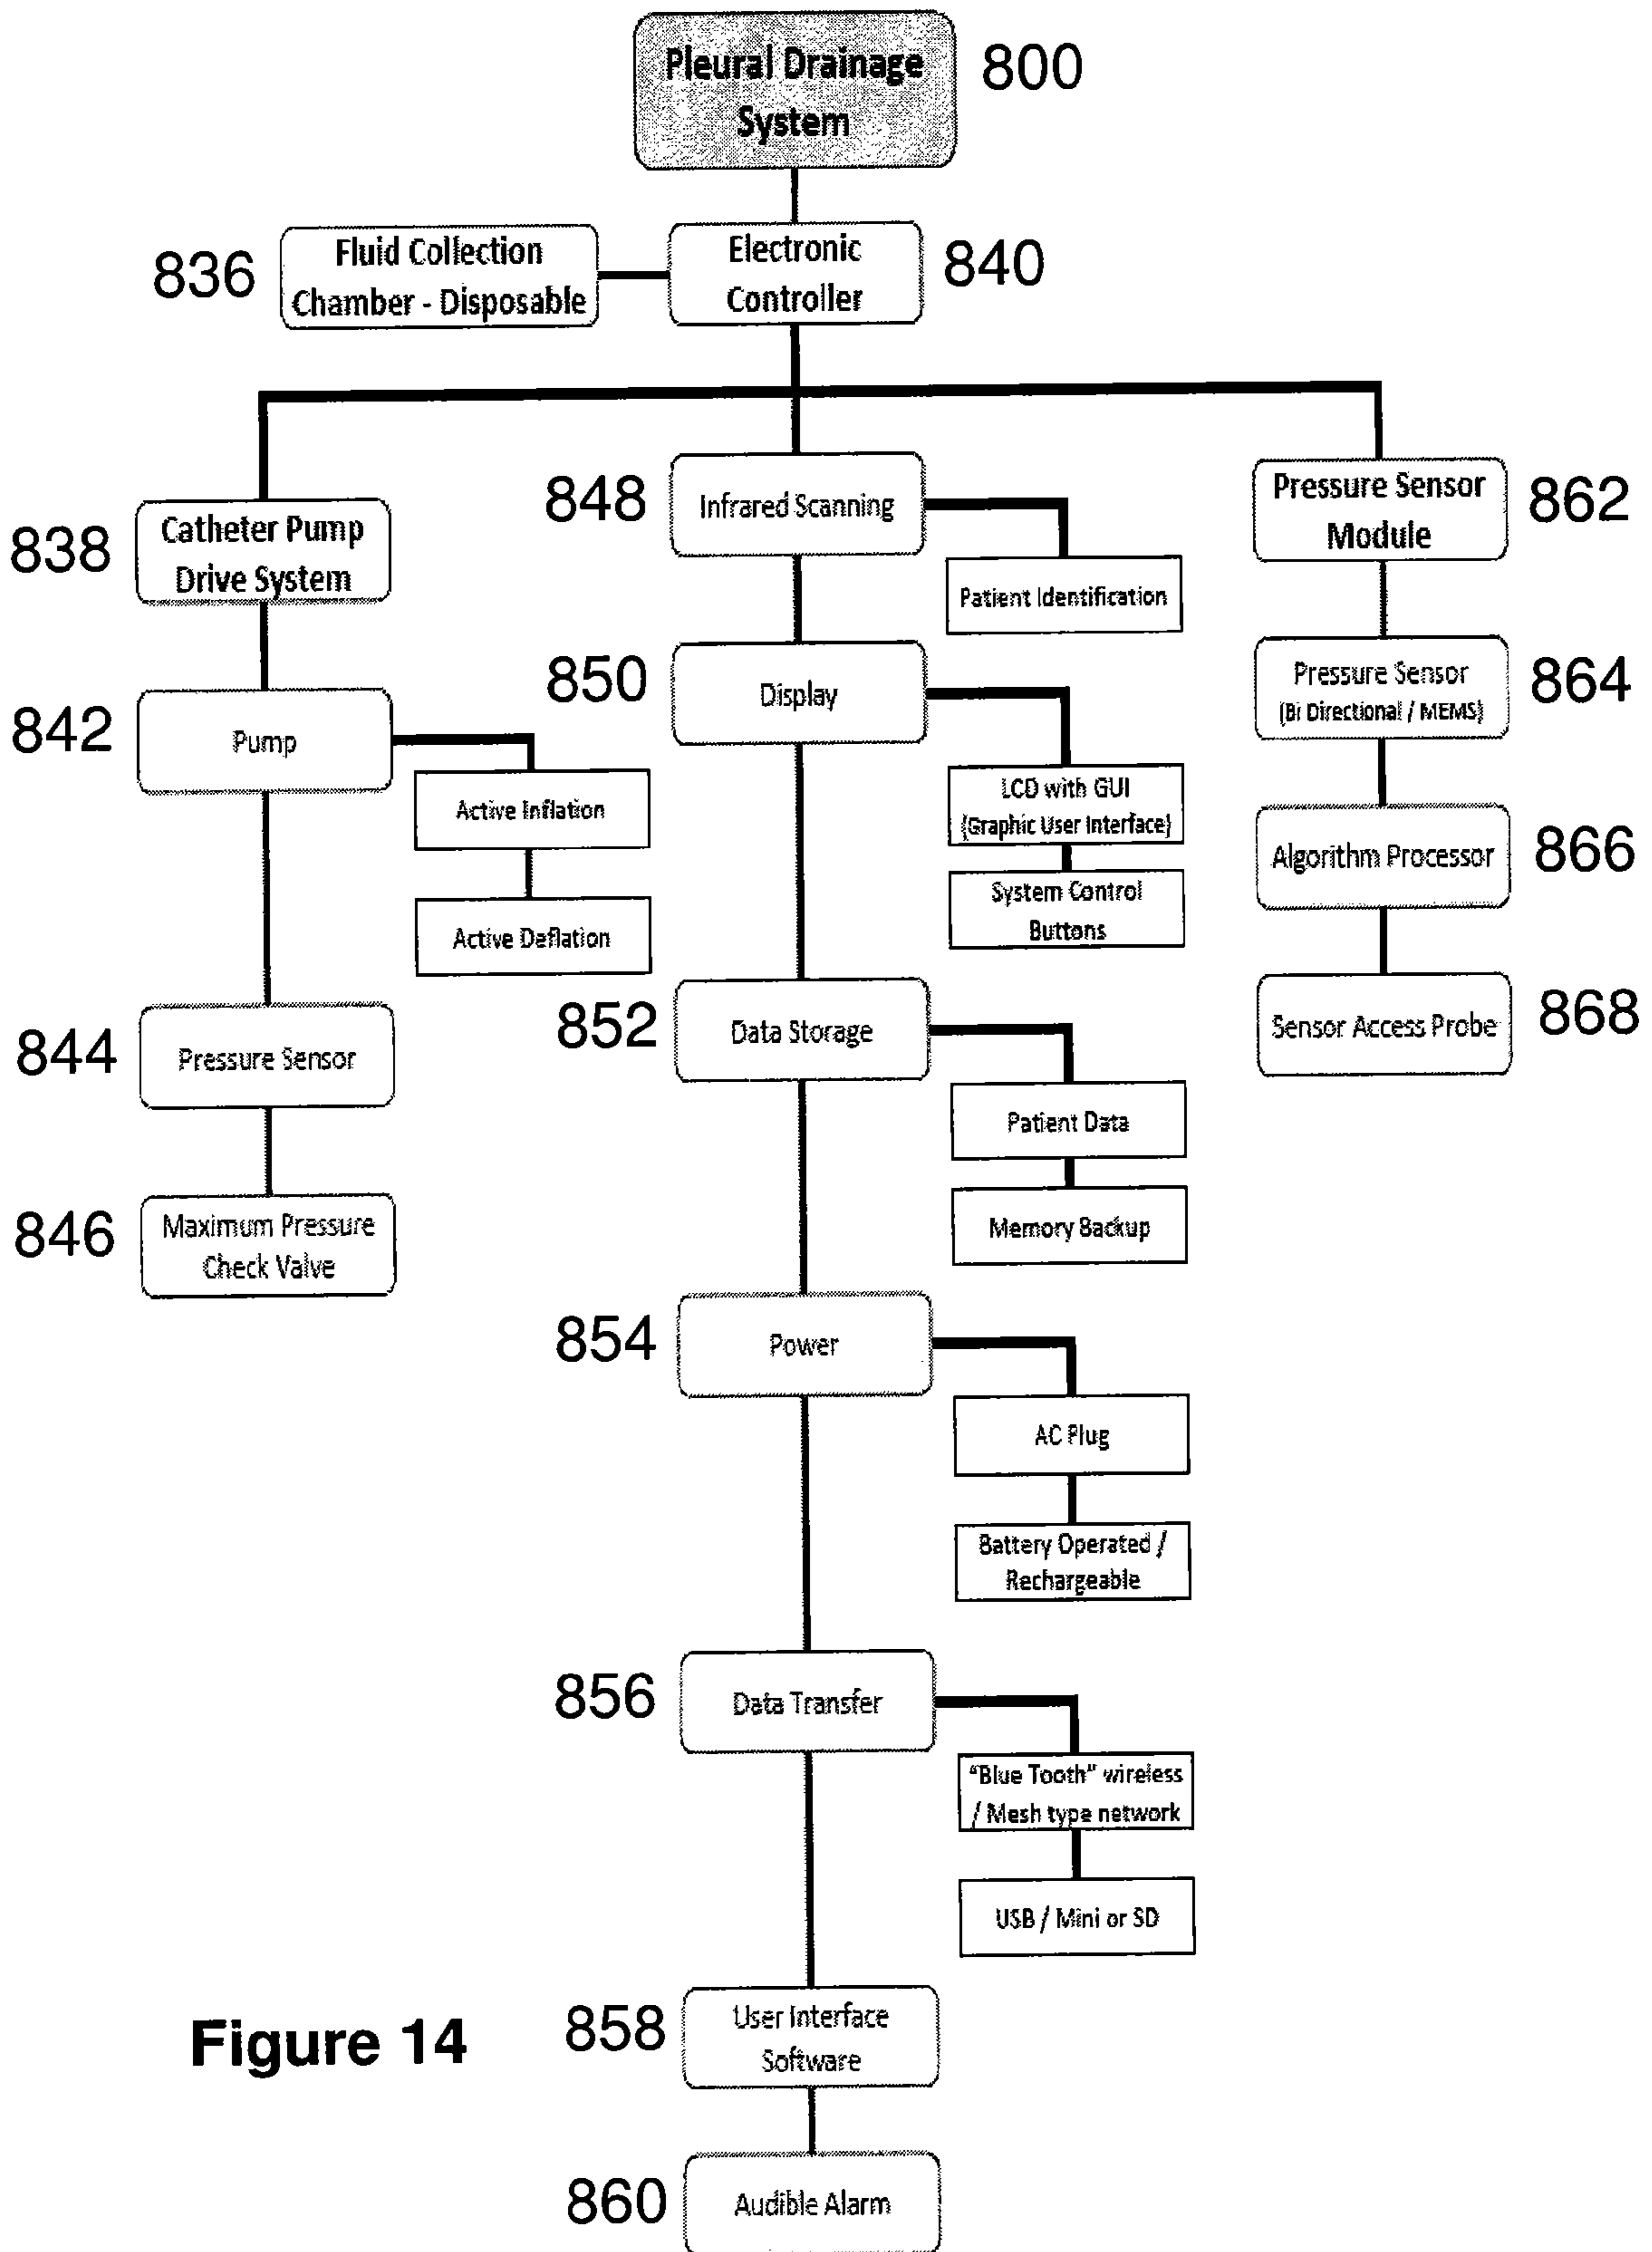 Pleural Drainage
System
800
836
Fluid Collection
Chamber - Disposable
Electronic
Controller
840
838
Catheter Pump
Drive System
848
Infrared Scanning
Patient Identification
Pressure Sensor
Module
862
842
Pump
Active Inflation
Active Deflation
850
Display
LCD with GUI
(Graphic User Interface)
System Control
Buttons
Pressure Sensor
(Bi Directional / MEMS)
864
Algorithm Processor
866
844
Pressure Sensor
852
Data Storage
Patient Data
Memory Backup
Sensor Access Probe
868
846
Maximum Pressure
Check Valve
854
Power
AC Plug
Battery Operated /
Rechargeable
856
Data Transfer
“Blue Tooth” wireless
/ Mesh type network
USB / Mini or SD
Figure 14
858
User Interface
Software
860
Audible Alarm